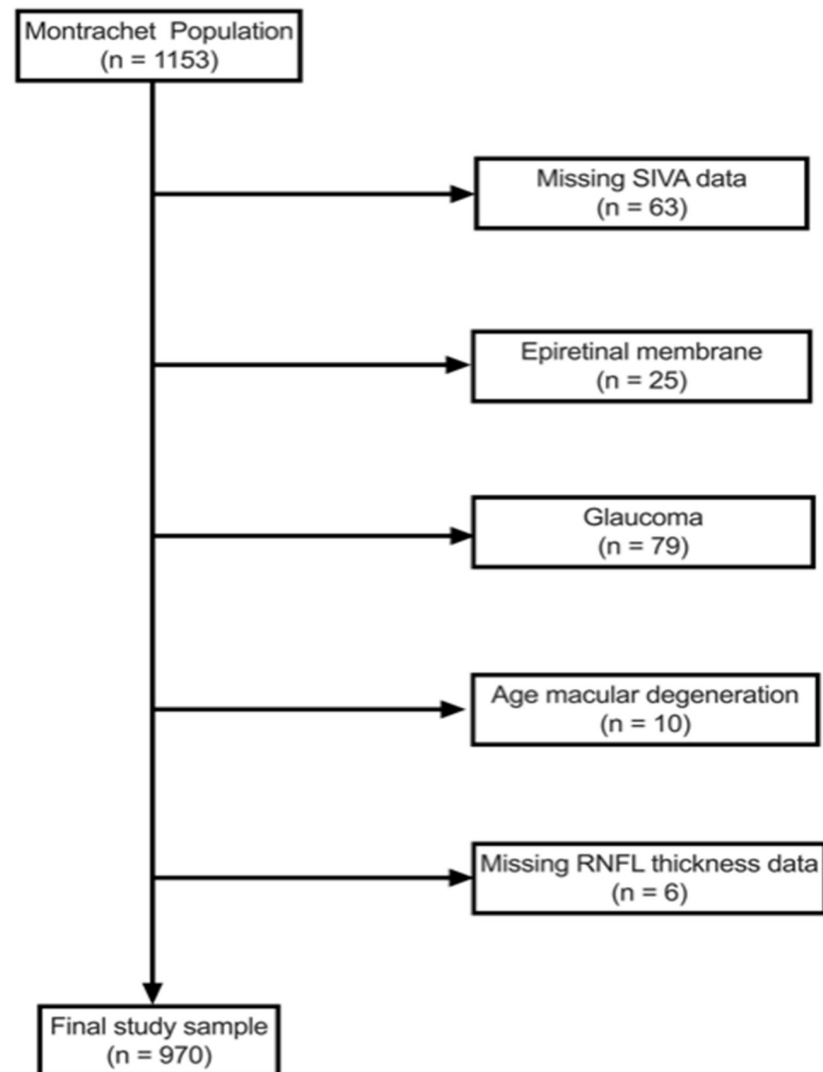 Montrachet Population
(n = 1153)
Missing SIVA data
(n = 63)
Epiretinal membrane
(n = 25)
Glaucoma
(n = 79)
Age macular degeneration
(n = 10)
Missing RNFL thickness data
(n = 6)
Final study sample
(n = 970)